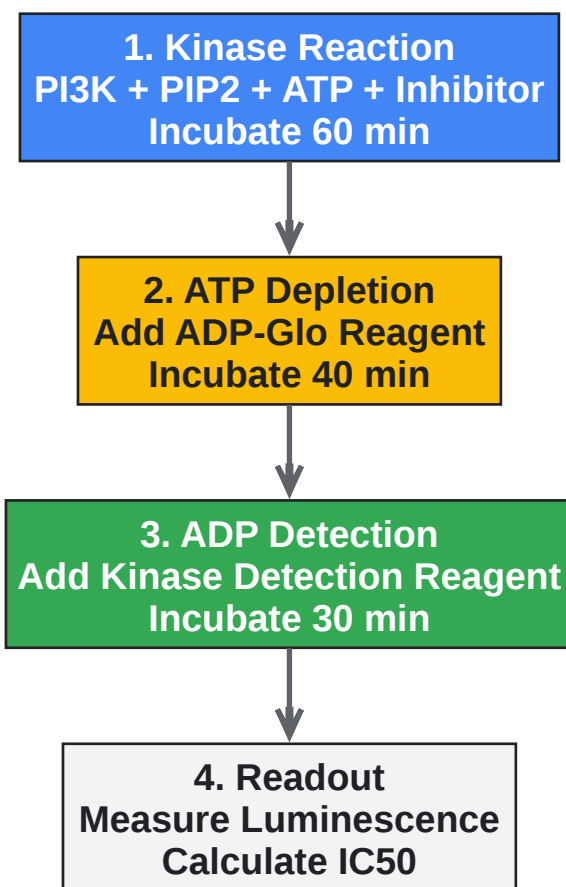 1. Kinase Reaction
PI3K + PIP2 + ATP + Inhibitor
Incubate 60 min
2. ATP Depletion
Add ADP-Glo Reagent
Incubate 40 min
3. ADP Detection
Add Kinase Detection Reagent
Incubate 30 min
4. Readout
Measure Luminescence
Calculate IC50